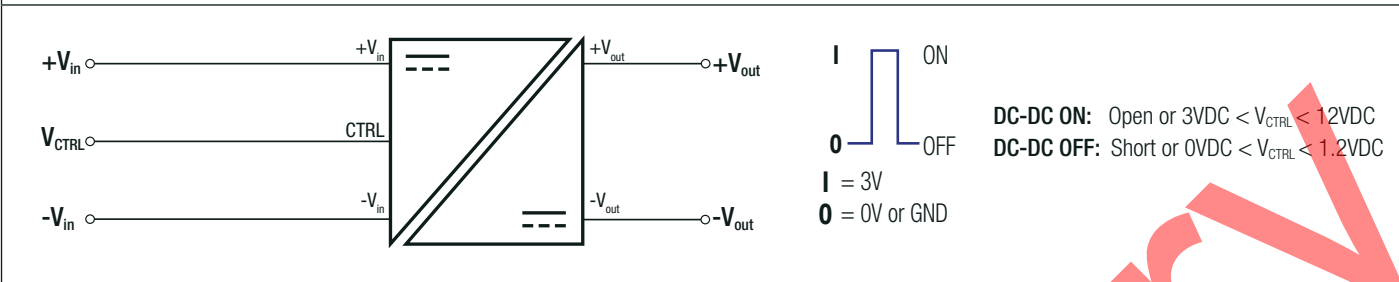 +Vin
+Vin
+Vout
+Vout
VCTRL
CTRL
-Vin
-Vin
-Vout
-Vout
I
ON
0
OFF
I = 3V
0 = 0V or GND
DC-DC ON: Open or 3VDC < VCTRL < 12VDC
DC-DC OFF: Short or 0VDC < VCTRL < 1.2VDC